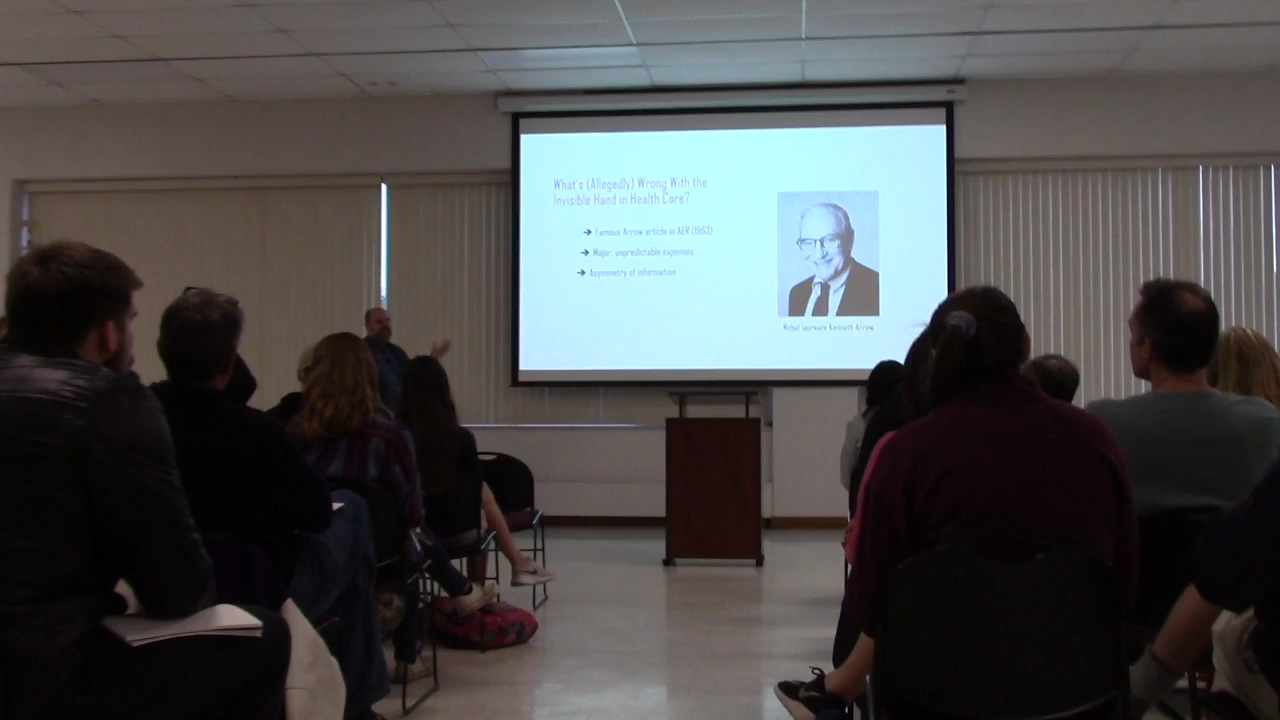 What's (Allegedly) Wrong With the
Invisible Hand in Health Care?
➔ Famous Arrow article in AER (1963)
➔ Major, unpredictable expenses
➔ Asymmetry of information
Nobel laureate Kenneth Arrow